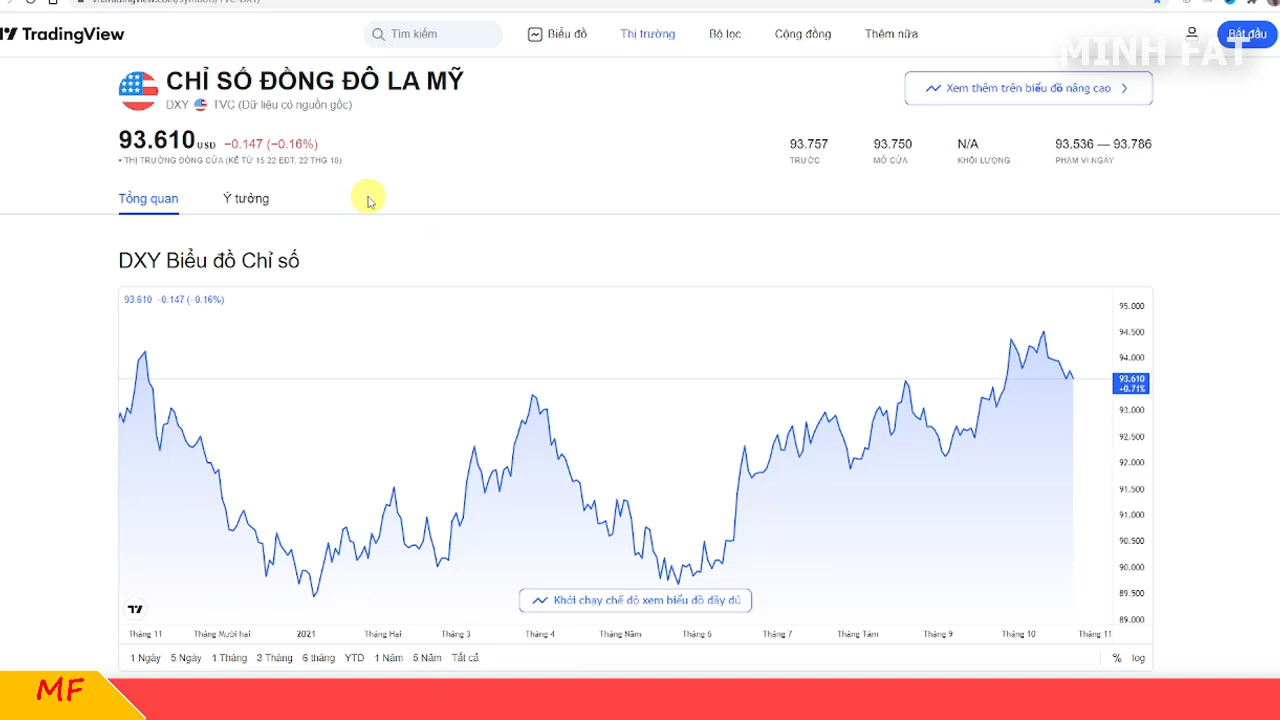 TradingView
Tìm kiếm
Biểu đồ
Thị trường
Bộ lọc
Cộng đồng
Thêm nữa
Bắt đầu
MINH FAT
CHỈ SỐ ĐỒNG ĐÔ LA MỸ
DXY TVC (Dữ liệu có nguồn gốc)
Xem thêm trên biểu đồ nâng cao
93.610 USD −0.147 (−0.16%)
• THỊ TRƯỜNG ĐÓNG CỬA (KỂ TỪ 15:22 EDT, 22 THG 10)
93.757 93.750 N/A 93.536 — 93.786
TRƯỚC MỞ CỬA KHỐI LƯỢNG PHẠM VI NGÀY
Tổng quan Ý tưởng
DXY Biểu đồ Chỉ số
93.610 −0.147 (−0.16%)
95.000
94.500
94.000
93.610
+0.71%
93.000
92.500
92.000
91.500
91.000
90.500
90.000
89.500
89.000
Khởi chạy chế độ xem biểu đồ đầy đủ
Tháng 11 Tháng Mười hai 2021 Tháng Hai Tháng 3 Tháng 4 Tháng Năm Tháng 6 Tháng 7 Tháng Tám Tháng 9 Tháng 10 Tháng 11
1 Ngày 5 Ngày 1 Tháng 3 Tháng 6 tháng YTD 1 Năm 5 Năm Tất cả % log
MF